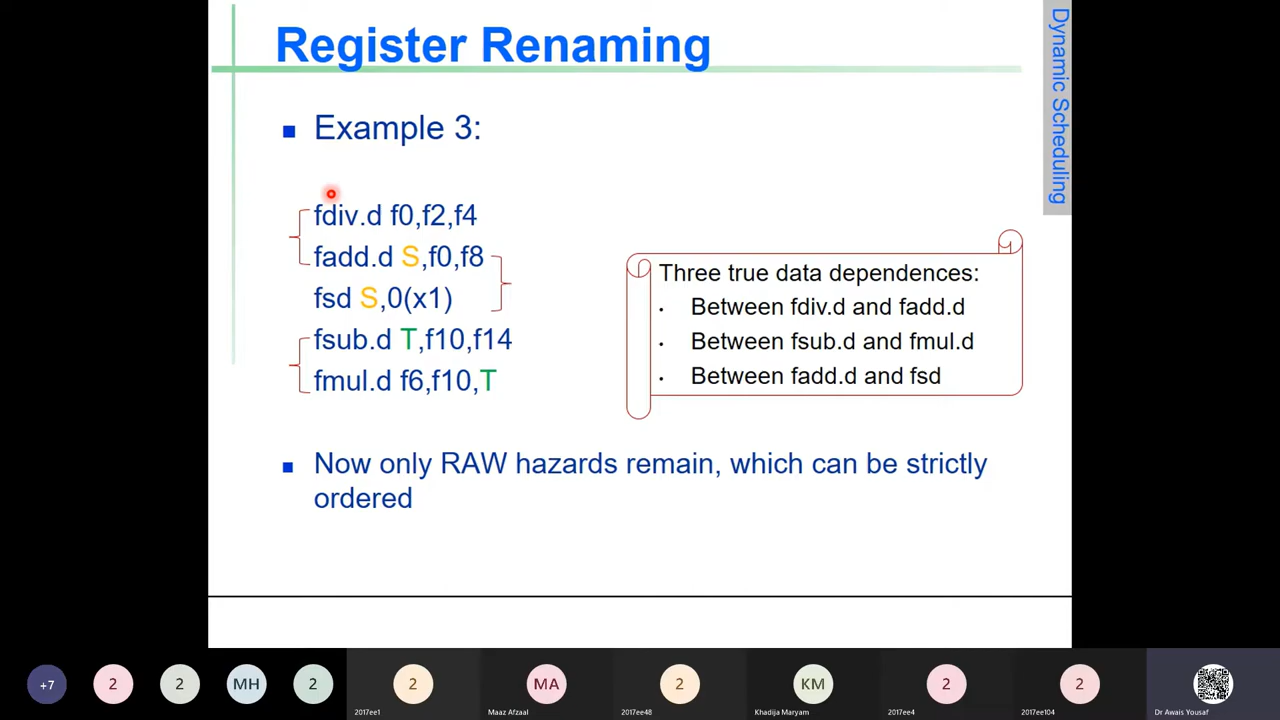 Register Renaming
Dynamic Scheduling
Example 3:
fdiv.d f0,f2,f4
fadd.d S,f0,f8
fsd S,0(x1)
fsub.d T,f10,f14
fmul.d f6,f10,T
Three true data dependences:
Between fdiv.d and fadd.d
Between fsub.d and fmul.d
Between fadd.d and fsd
Now only RAW hazards remain, which can be strictly
ordered
+7
2
2
MH
2
2
MA
2
KM
2
2
2017ee1
Maaz Afzaal
2017ee48
Khadija Maryam
2017ee4
2017ee104
Dr Awais Yousaf